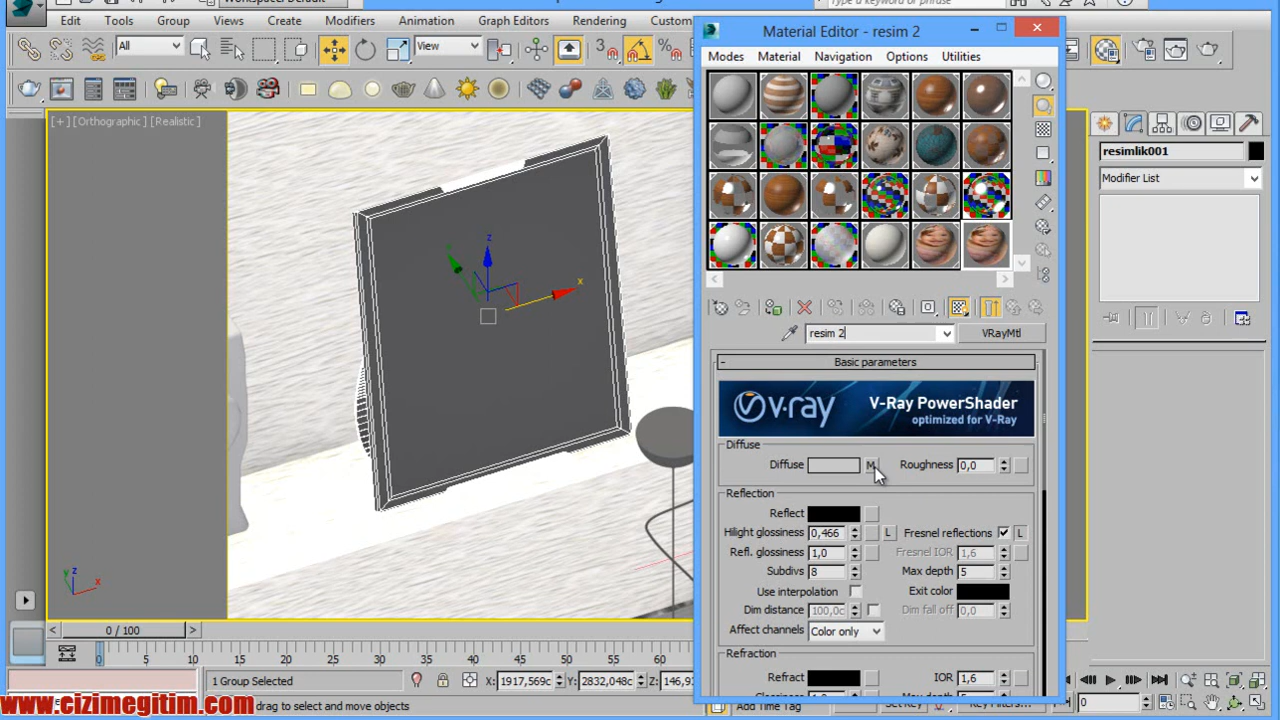 Material Editor - resim 2
Edit Tools Group Views Create Modifiers Animation Graph Editors Rendering
Modes Material Navigation Options Utilities
All
View
[+] [Orthographic] [Realistic]
resimlik001
Modifier List
z
x
resim 2
VRayMtl
- Basic parameters
v·ray
V-Ray PowerShader
optimized for V-Ray
Diffuse
Diffuse M Roughness 0,0
Reflection
Reflect
Hilight glossiness 0,466 L Fresnel reflections L
Refl. glossiness 1,0 Fresnel IOR 1,6
Subdivs 8 Max depth 5
Use interpolation Exit color
Dim distance 100,0c Dim fall off 0,0
Affect channels Color only
Refraction
Refract IOR 1,6
z
y x
0 / 100
0 5 10 15 20 25 30 35 40 45 50 55 60
1 Group Selected X: 1917,569c Y: 2832,048c Z: 146,9
www.cizimegitim.com drag to select and move objects
Add Time Tag
0